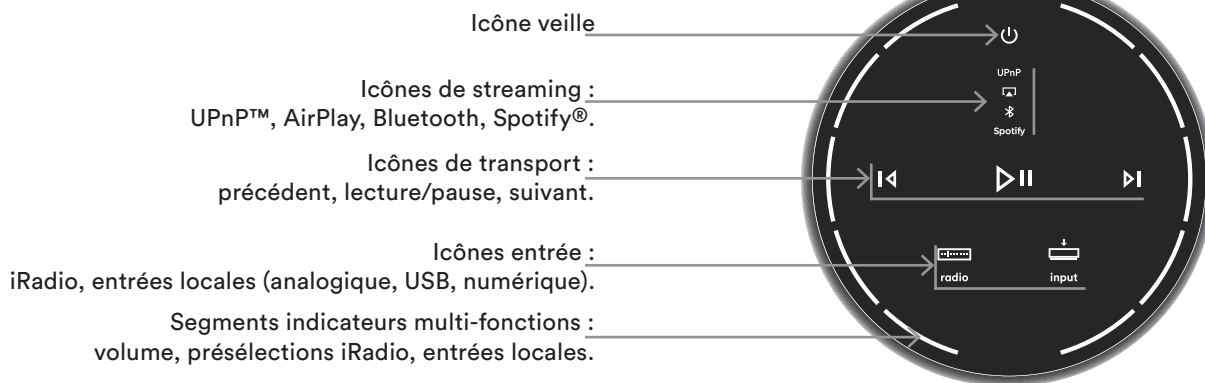 Icône veille
Icônes de streaming :
UPnP™, AirPlay, Bluetooth, Spotify®.
Icônes de transport :
précédent, lecture/pause, suivant.
Icônes entrée :
iRadio, entrées locales (analogique, USB, numérique).
Segments indicateurs multi-fonctions :
volume, présélections iRadio, entrées locales.
UPnP
Spotify
radio
input